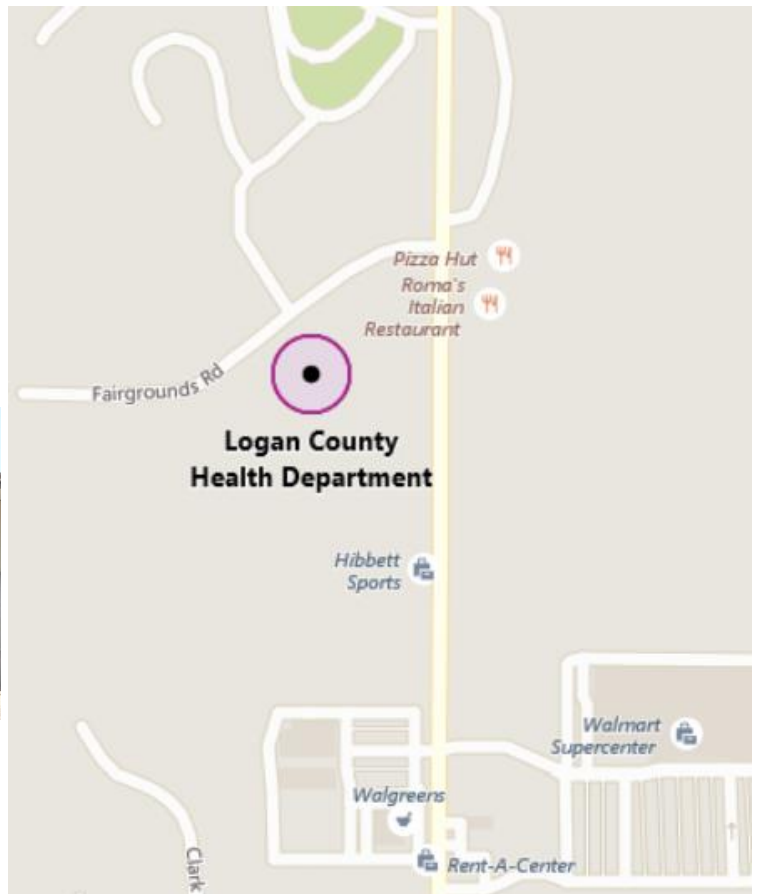 Pizza Hut
Roma's
Italian
Restaurant
Fairgrounds Rd
Logan County
Health Department
Hibbett
Sports
Walmart
Supercenter
Walgreens
Rent-A-Center
Clark